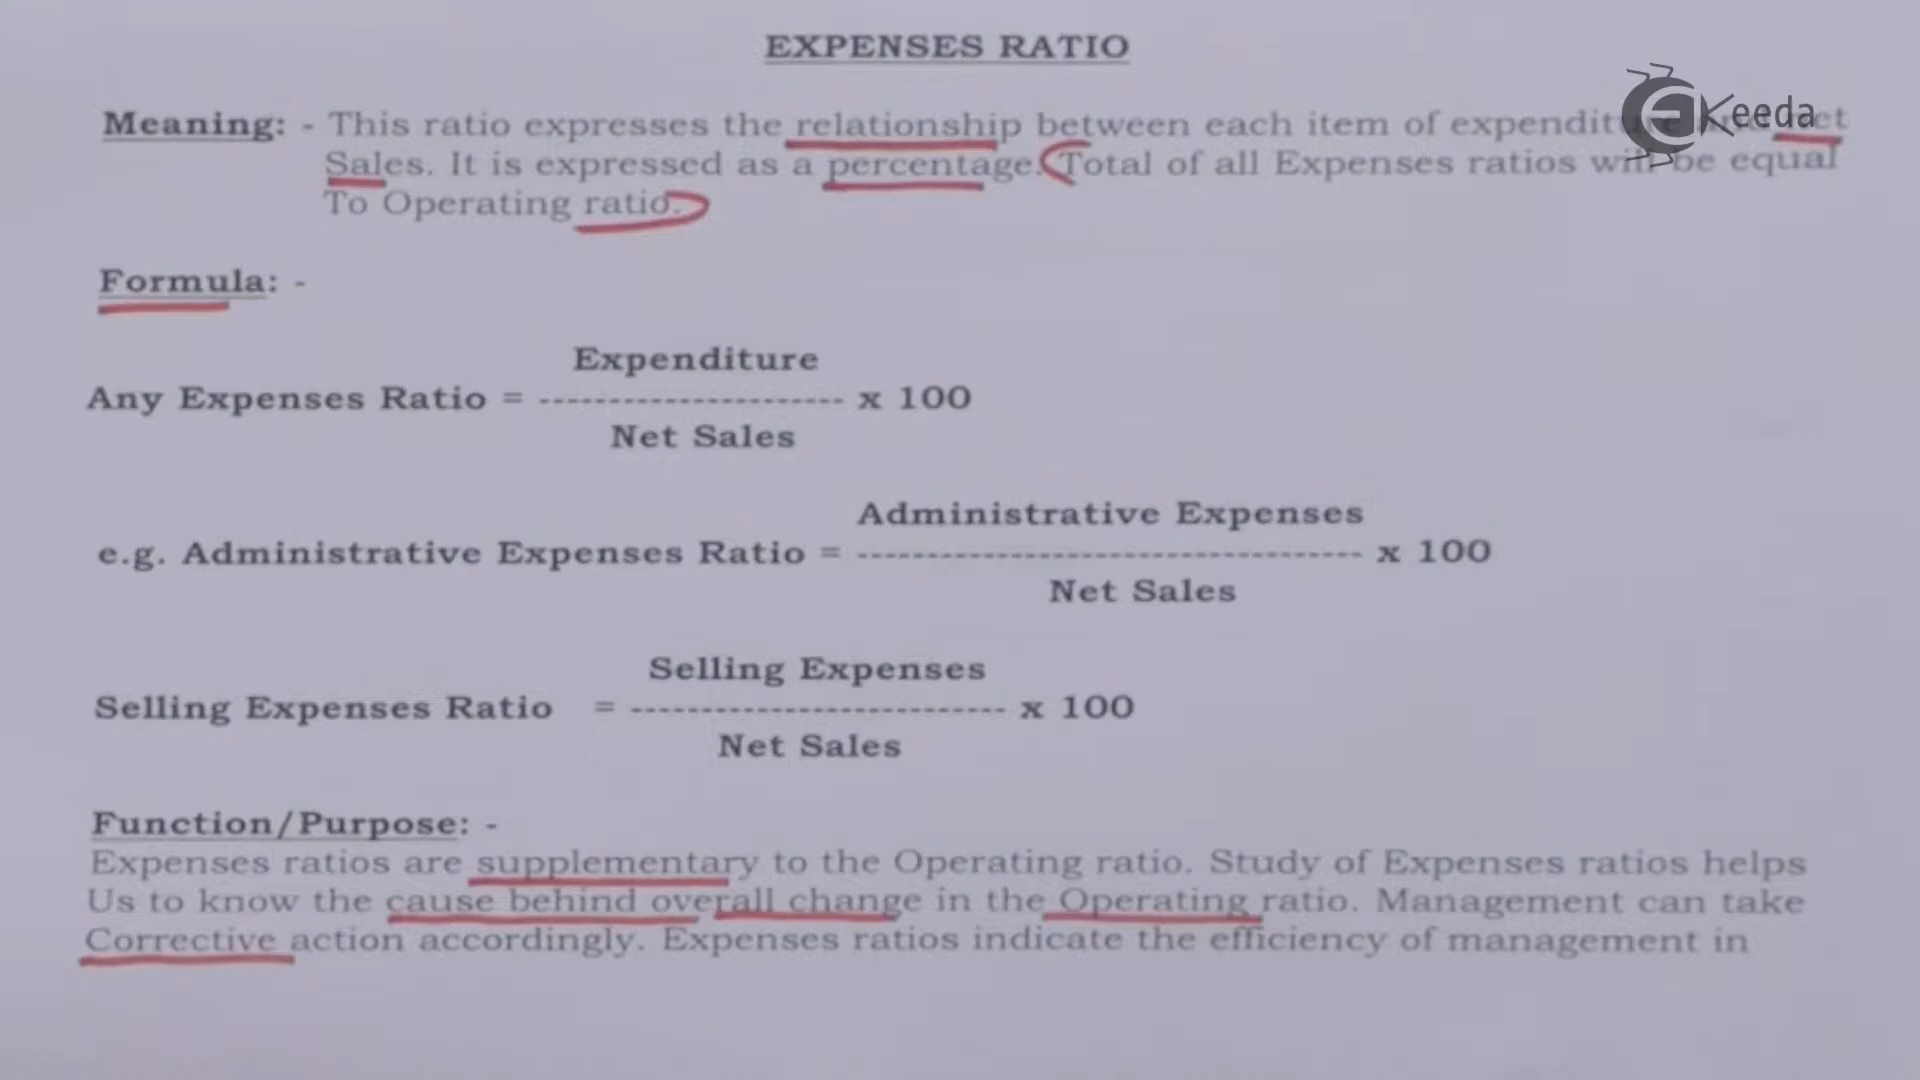 EXPENSES RATIO
Keeda
Meaning: - This ratio expresses the relationship between each item of expenditure net
Sales. It is expressed as a percentage. Total of all Expenses ratios will be equal
To Operating ratio.
Formula: -
Expenditure
Any Expenses Ratio = ---------------------- x 100
Net Sales
Administrative Expenses
e.g. Administrative Expenses Ratio = ------------------------------------ x 100
Net Sales
Selling Expenses
Selling Expenses Ratio = --------------------------- x 100
Net Sales
Function/Purpose: -
Expenses ratios are supplementary to the Operating ratio. Study of Expenses ratios helps
Us to know the cause behind overall change in the Operating ratio. Management can take
Corrective action accordingly. Expenses ratios indicate the efficiency of management in